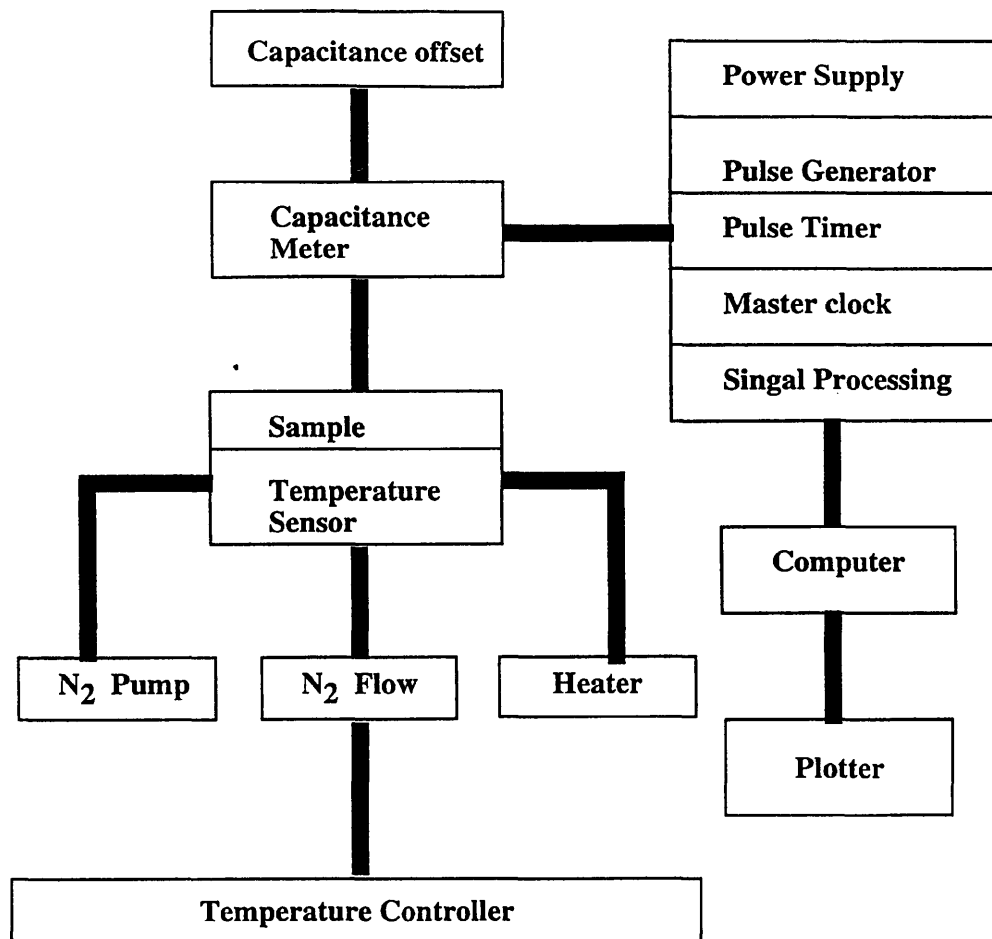 Capacitance offset
Power Supply
Pulse Generator
Capacitance
Meter
Pulse Timer
Master clock
Singal Processing
Sample
Temperature
Sensor
Computer
N2 Pump
N2 Flow
Heater
Plotter
Temperature Controller